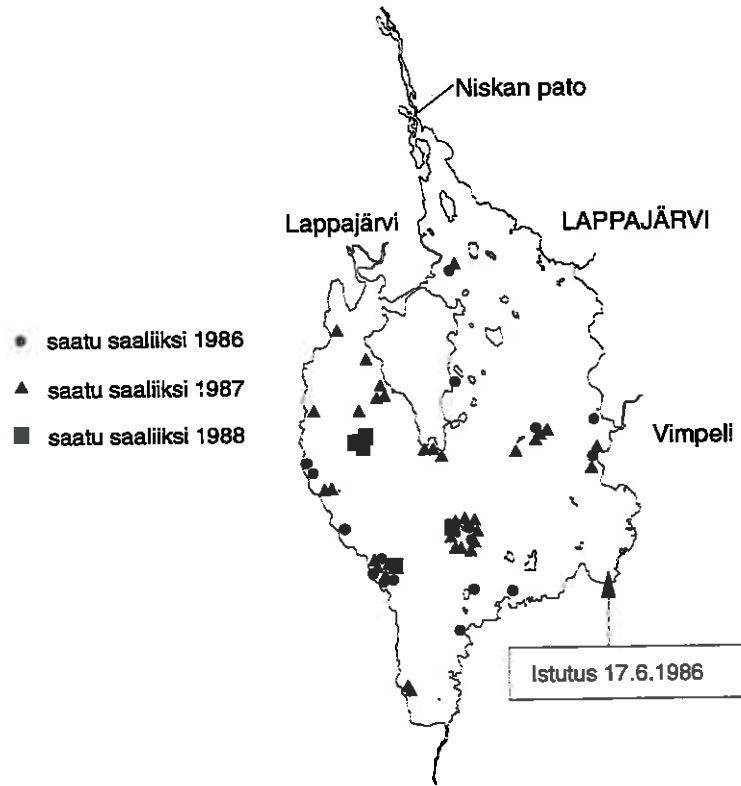 Niskan pato
Lappajärvi
LAPPAJÄRVI
saatu saaliiksi 1986
saatu saaliiksi 1987
saatu saaliiksi 1988
Vimpeli
Istutus 17.6.1986